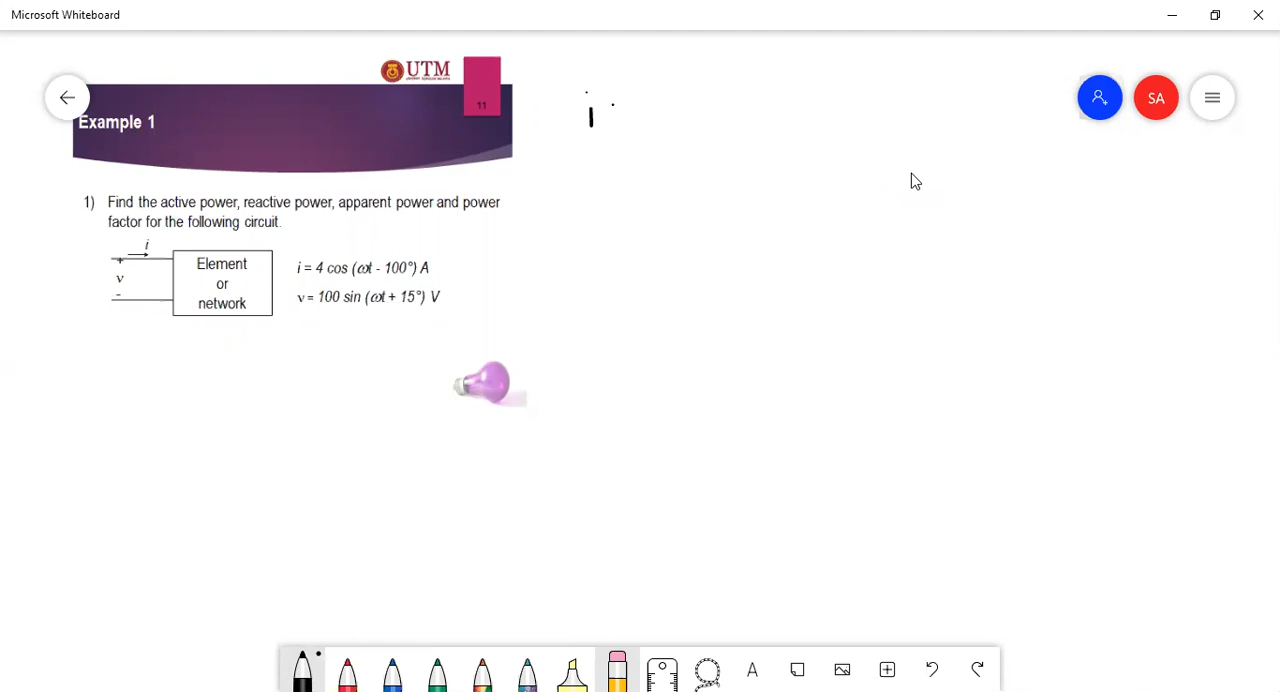 Microsoft Whiteboard
UTM
11
Example 1
SA
i
1) Find the active power, reactive power, apparent power and power
factor for the following circuit.
i
+
v
-
Element
or
network
i = 4 cos (ωt - 100°) A
v = 100 sin (ωt + 15°) V
A